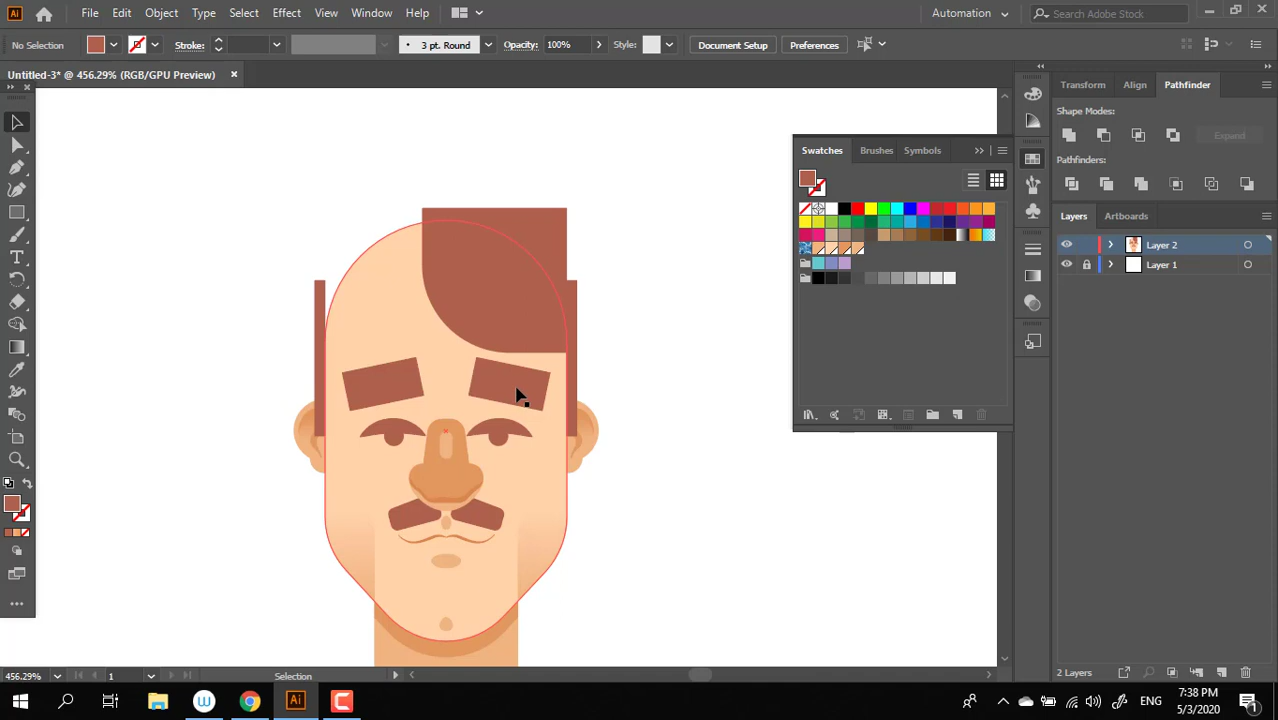 Ai
File Edit Object Type Select Effect View Window Help
Automation
Search Adobe Stock
No Selection
Stroke:
3 pt. Round
Opacity: 100%
Style:
Document Setup
Preferences
Untitled-3* @ 456.29% (RGB/GPU Preview)
Transform Align Pathfinder
Shape Modes:
Expand
Pathfinders:
Swatches Brushes Symbols
Layers Artboards
Layer 2
Layer 1
2 Layers
456.29%
1
Selection
W
Ai
ENG
7:38 PM
5/3/2020
1